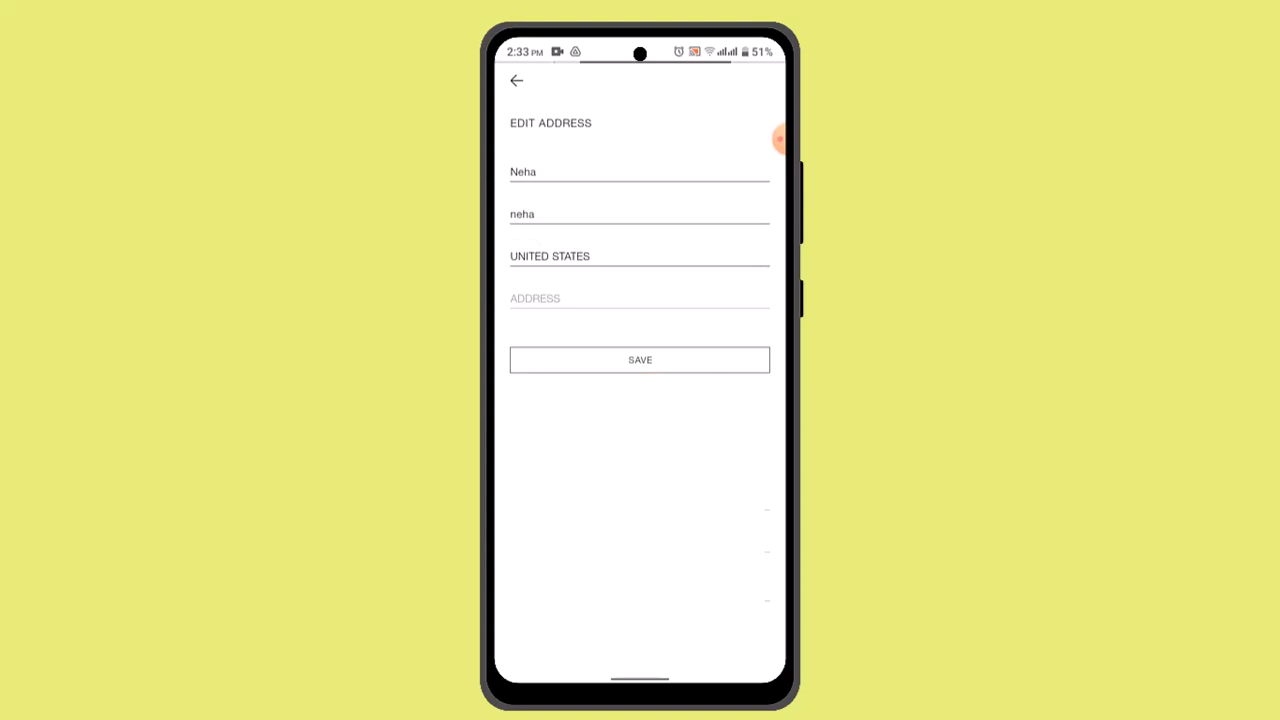 2:33 PM 51%
EDIT ADDRESS
Neha
neha
UNITED STATES
ADDRESS
SAVE